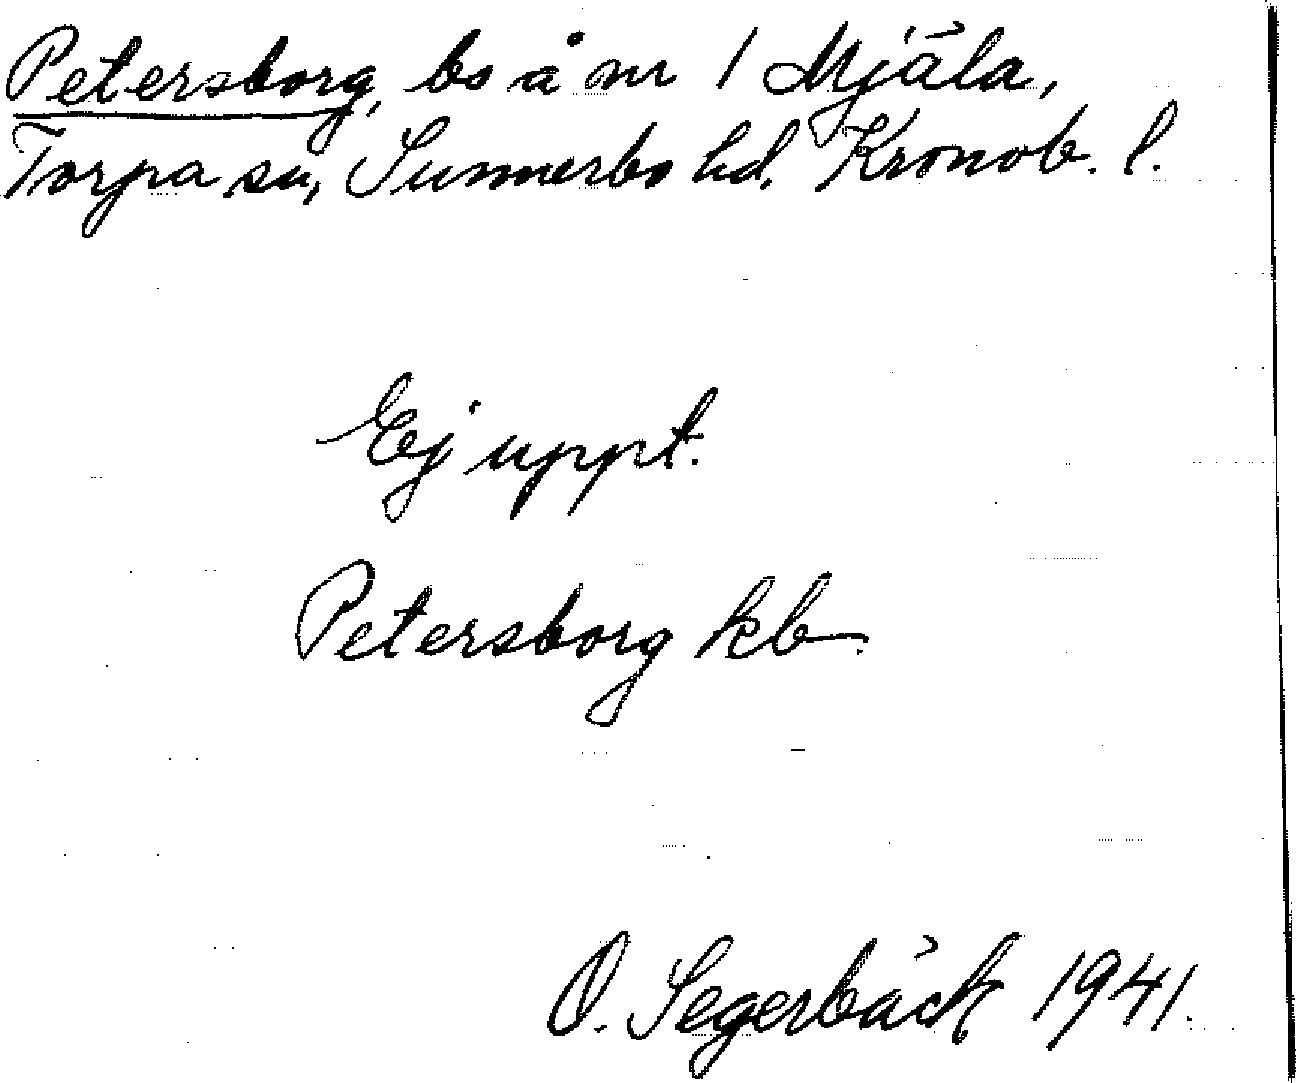 Petersborg, bs å nr 1 Mjäla,
Torpa sn, Sunnerbo hd, Kronob. l.
Ej uppt.
Petersborg kb.
O. Segerbäck 1941.